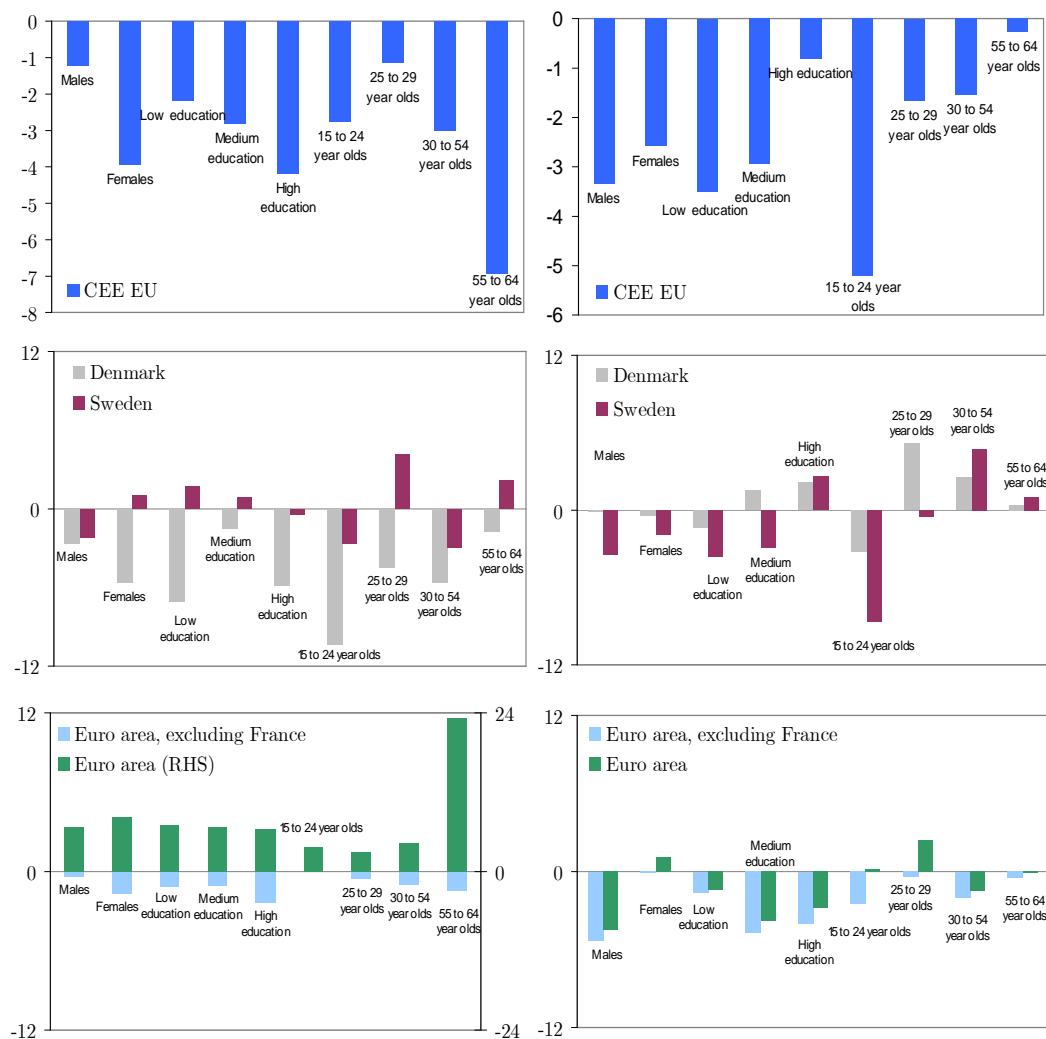 0
-1
-2
-3
-4
-5
-6
-7
-8
Males
Females
Low education
Medium
education
High
education
15 to 24
year olds
25 to 29
year olds
30 to 54
year olds
55 to 64
year olds
CEE EU
0
-1
-2
-3
-4
-5
-6
Males
Females
Low education
Medium
education
High education
15 to 24 year
olds
25 to 29
year olds
30 to 54
year olds
55 to 64
year olds
CEE EU
12
0
-12
Denmark
Sweden
Males
Females
Low
education
Medium
education
High
education
15 to 24 year olds
25 to 29
year olds
30 to 54
year olds
55 to 64
year olds
12
0
-12
Denmark
Sweden
Males
Females
Low
education
Medium
education
High
education
15 to 24 year olds
25 to 29
year olds
30 to 54
year olds
55 to 64
year olds
12
0
-12
24
0
-24
Euro area, excluding France
Euro area (RHS)
Males
Females
Low
education
Medium
education
High
education
15 to 24 year olds
25 to 29
year olds
30 to 54
year olds
55 to 64
year olds
12
0
-12
Euro area, excluding France
Euro area
Males
Females
Low
education
Medium
education
High
education
15 to 24 year olds
25 to 29
year olds
30 to 54
year olds
55 to 64
year olds